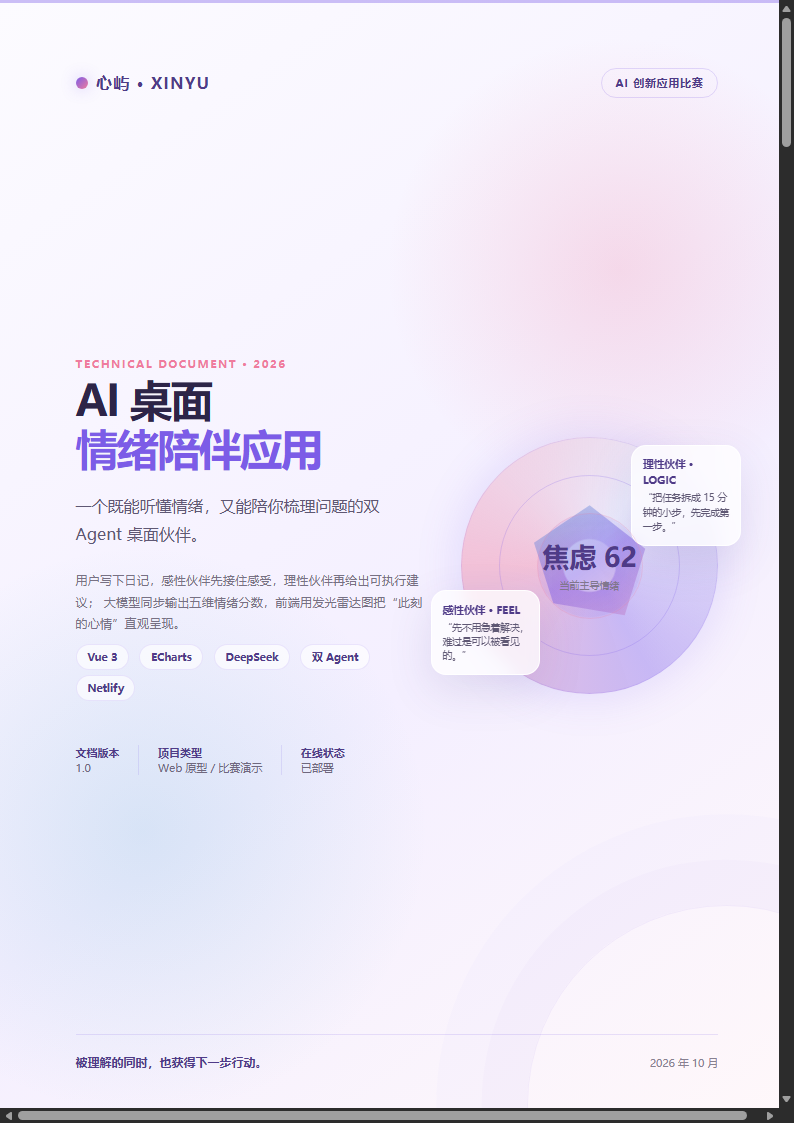 心屿 • XINYU
AI 创新应用比赛
TECHNICAL DOCUMENT • 2026
AI 桌面
情绪陪伴应用
一个既能听懂情绪，又能陪你梳理问题的双
Agent 桌面伙伴。
用户写下日记，感性伙伴先接住感受，理性伙伴再给出可执行建
议； 大模型同步输出五维情绪分数，前端用发光雷达图把“此刻
的心情”直观呈现。
Vue 3
ECharts
DeepSeek
双 Agent
Netlify
文档版本
1.0
项目类型
Web 原型 / 比赛演示
在线状态
已部署
理性伙伴 •
LOGIC
“把任务拆成 15 分
钟的小步，先完成第
一步。”
焦虑 62
当前主导情绪
感性伙伴 • FEEL
“先不用急着解决，
难过是可以被看见
的。”
被理解的同时，也获得下一步行动。
2026 年 10 月